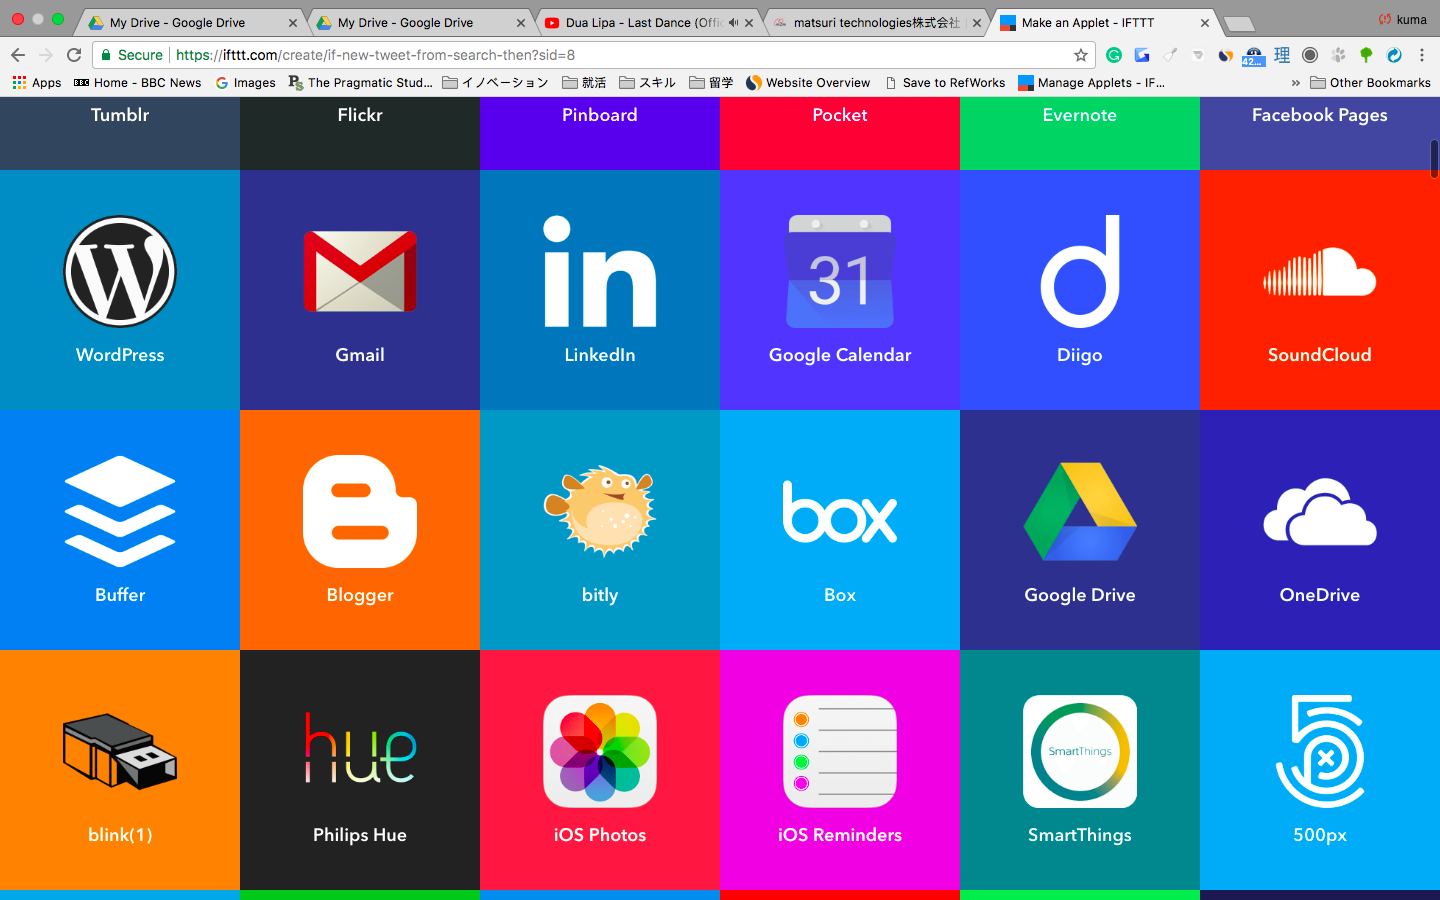 My Drive - Google Drive
My Drive - Google Drive
Dua Lipa - Last Dance (Offic
matsuri technologies株式会社
Make an Applet - IFTTT
kuma
Secure
https://ifttt.com/create/if-new-tweet-from-search-then?sid=8
42...
理
Apps
BBC
Home - BBC News
Images
The Pragmatic Stud...
イノベーション
就活
スキル
留学
Website Overview
Save to RefWorks
Manage Applets - IF...
»
Other Bookmarks
Tumblr
Flickr
Pinboard
Pocket
Evernote
Facebook Pages
in
31
WordPress
Gmail
LinkedIn
Google Calendar
Diigo
SoundCloud
box
Buffer
Blogger
bitly
Box
Google Drive
OneDrive
hue
SmartThings
5
blink(1)
Philips Hue
iOS Photos
iOS Reminders
SmartThings
500px